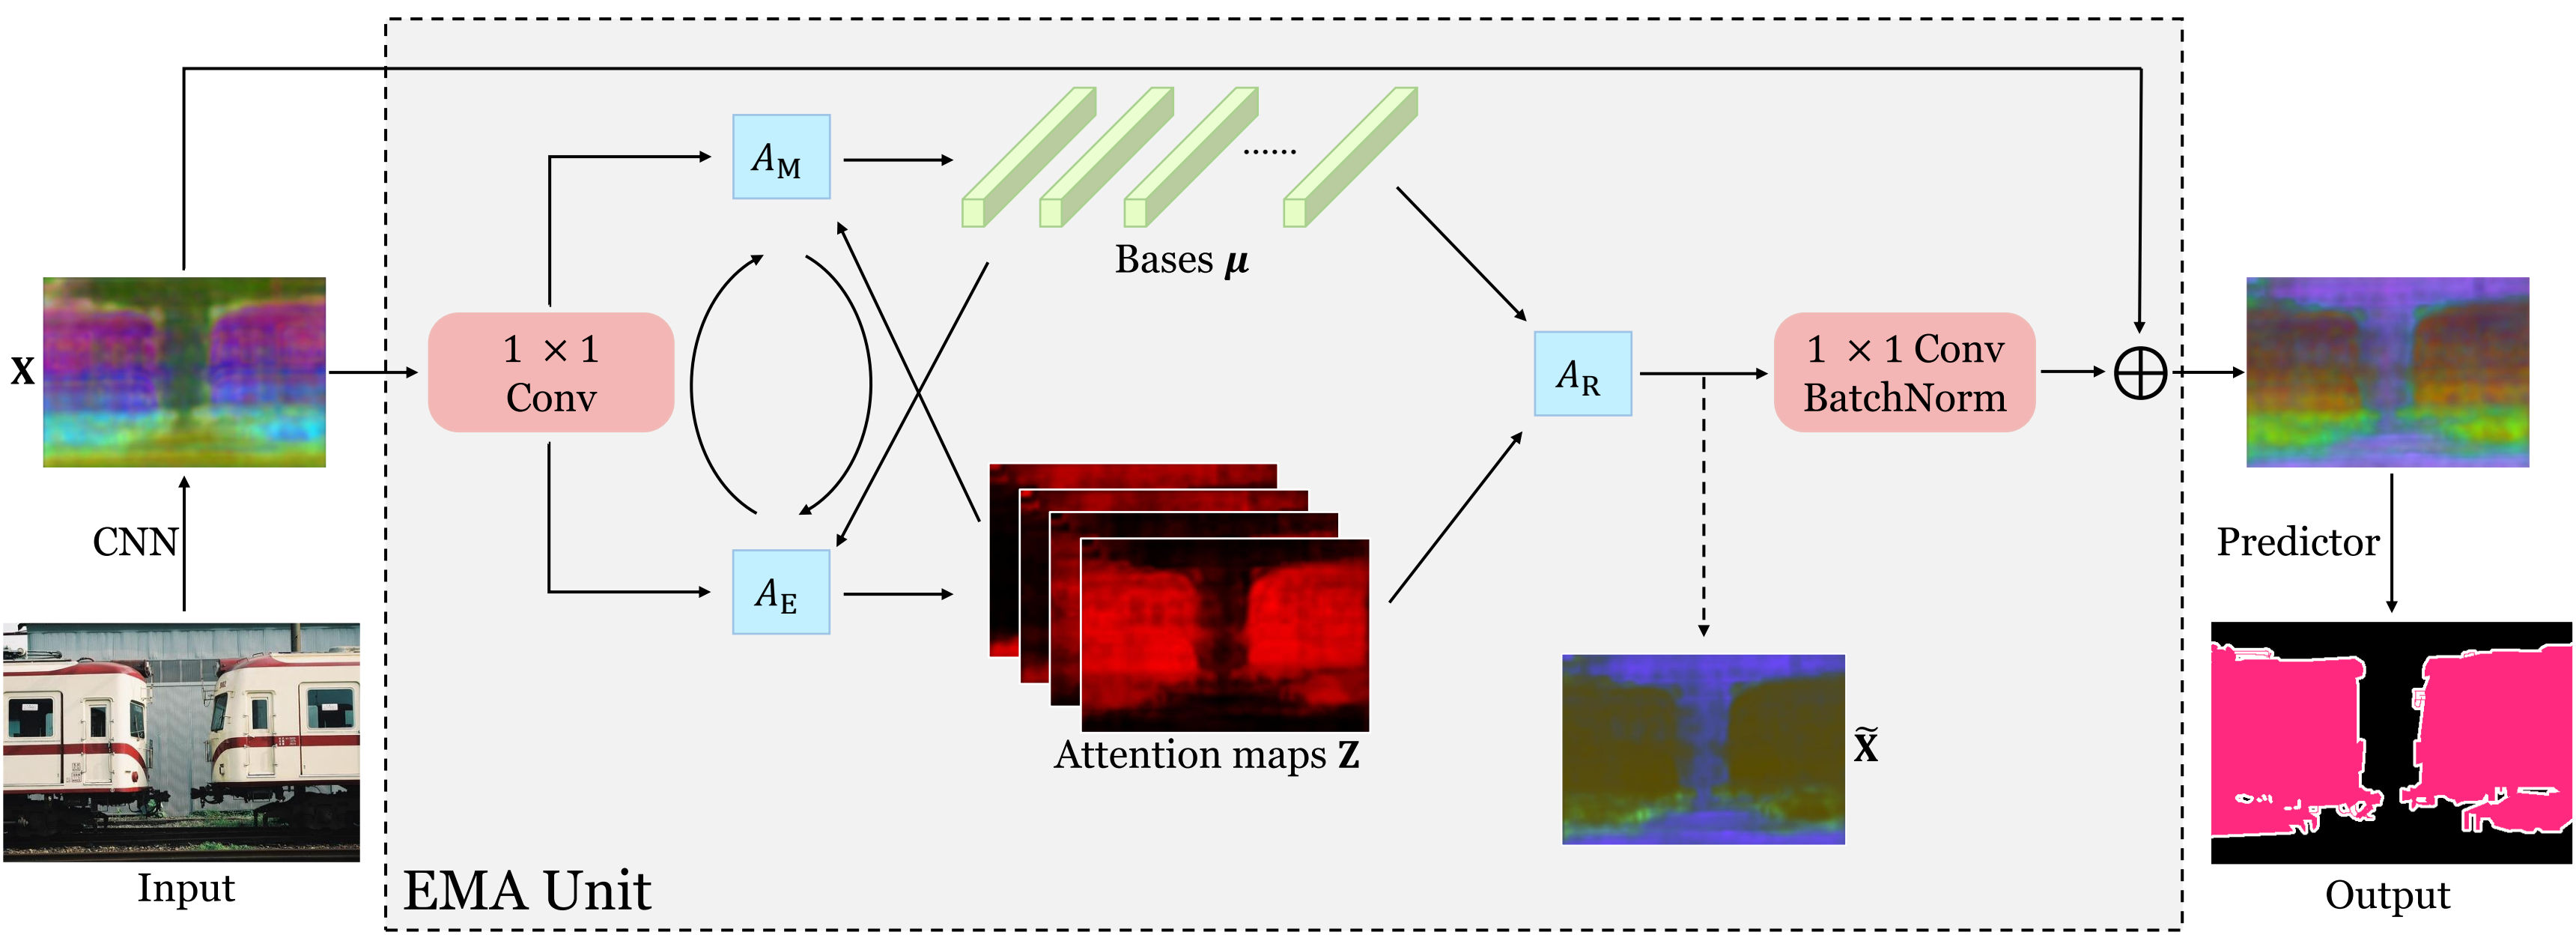 X
CNN
Input
EMA Unit
1 × 1
Conv
A_M
A_E
Bases μ
......
Attention maps Z
A_R
X̃
1 × 1 Conv
BatchNorm
Predictor
Output